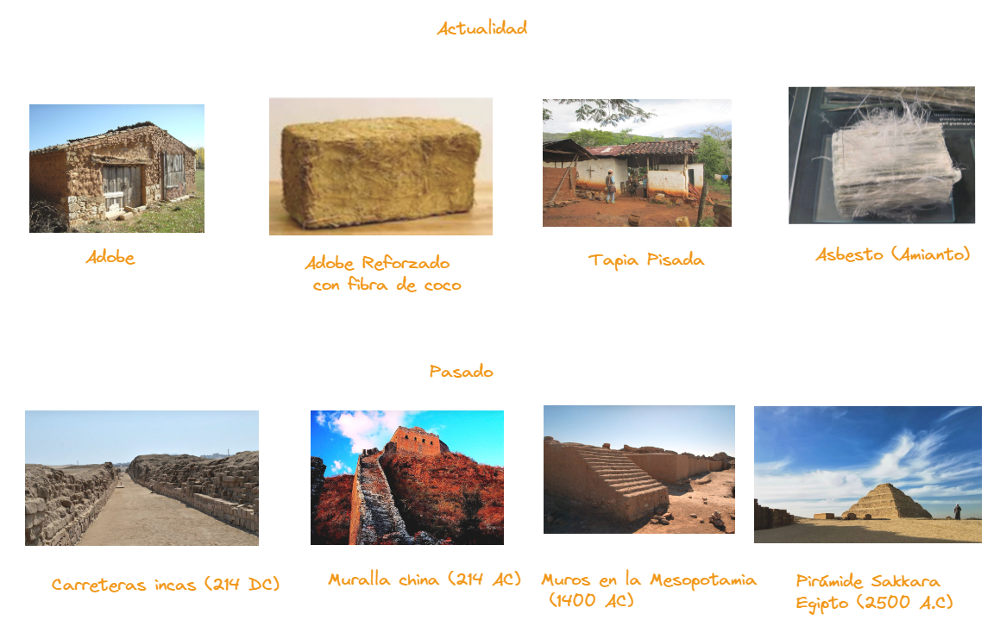 Actualidad
Adobe
Adobe Reforzado
con fibra de coco
Tapia Pisada
Asbesto (Amianto)
Pasado
Carreteras incas (214 DC)
Muralla china (214 AC)
Muros en la Mesopotamia
(1400 AC)
Pirámide Sakkara
Egipto (2500 A.C)